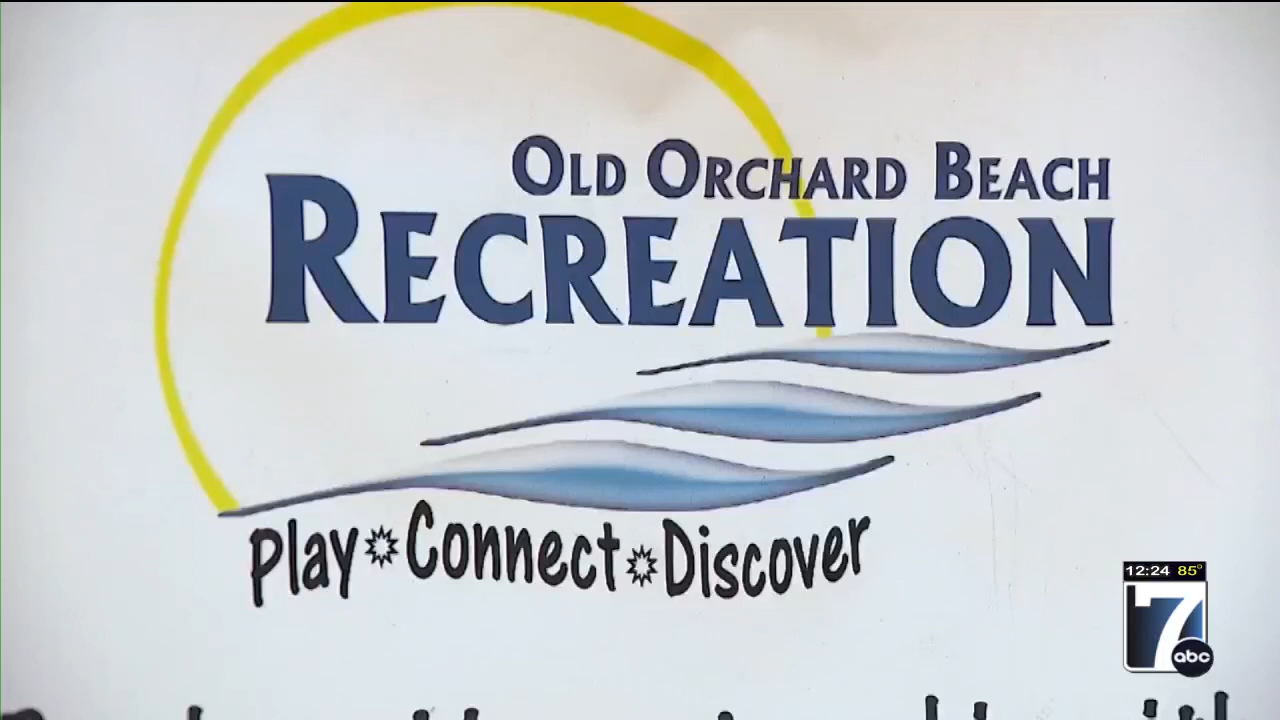 OLD ORCHARD BEACH
RECREATION
Play Connect Discover
12:24 85°
7
abc